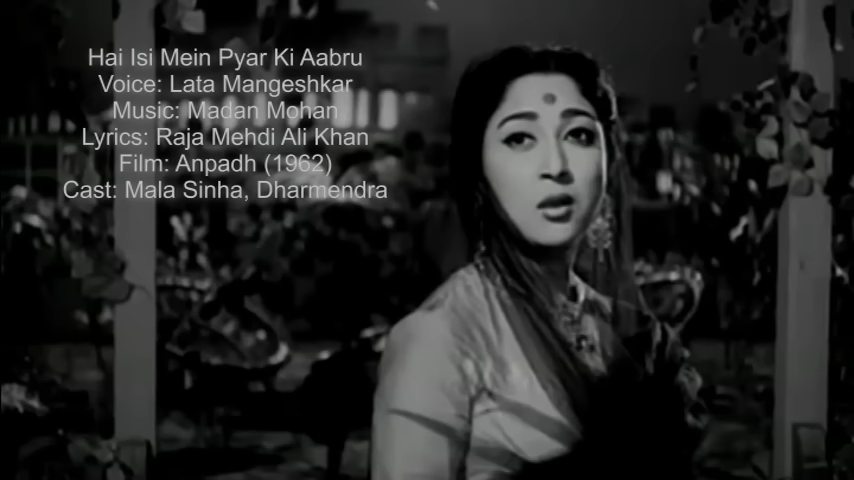 Hai Isi Mein Pyar Ki Aabru
Voice: Lata Mangeshkar
Music: Madan Mohan
Lyrics: Raja Mehdi Ali Khan
Film: Anpadh (1962)
Cast: Mala Sinha, Dharmendra